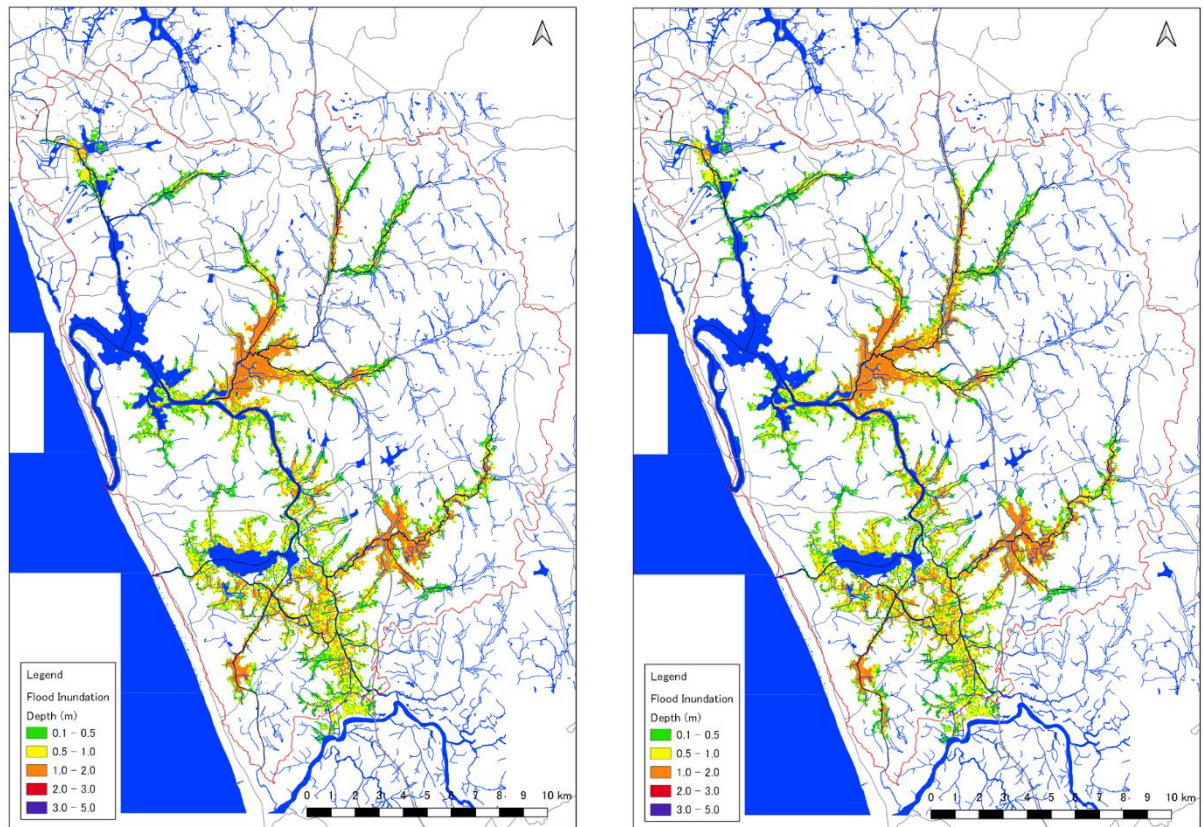 Legend
Flood Inundation
Depth (m)
0.1 - 0.5
0.5 - 1.0
1.0 - 2.0
2.0 - 3.0
3.0 - 5.0
0 1 2 3 4 5 6 7 8 9 10 km
Legend
Flood Inundation
Depth (m)
0.1 - 0.5
0.5 - 1.0
1.0 - 2.0
2.0 - 3.0
3.0 - 5.0
0 1 2 3 4 5 6 7 8 9 10 km